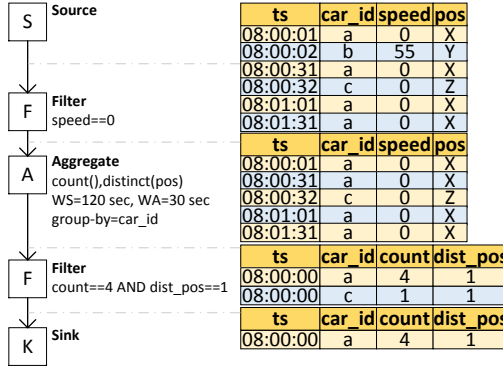 S
Source
F
Filter
speed==0
A
Aggregate
count(),distinct(pos)
WS=120 sec, WA=30 sec
group-by=car_id
F
Filter
count==4 AND dist_pos==1
K
Sink
ts car_id speed pos
08:00:01 a 0 X
08:00:02 b 55 Y
08:00:31 a 0 X
08:00:32 c 0 Z
08:01:01 a 0 X
08:01:31 a 0 X
ts car_id speed pos
08:00:01 a 0 X
08:00:31 a 0 X
08:00:32 c 0 Z
08:01:01 a 0 X
08:01:31 a 0 X
ts car_id count dist_pos
08:00:00 a 4 1
08:00:00 c 1 1
ts car_id count dist_pos
08:00:00 a 4 1